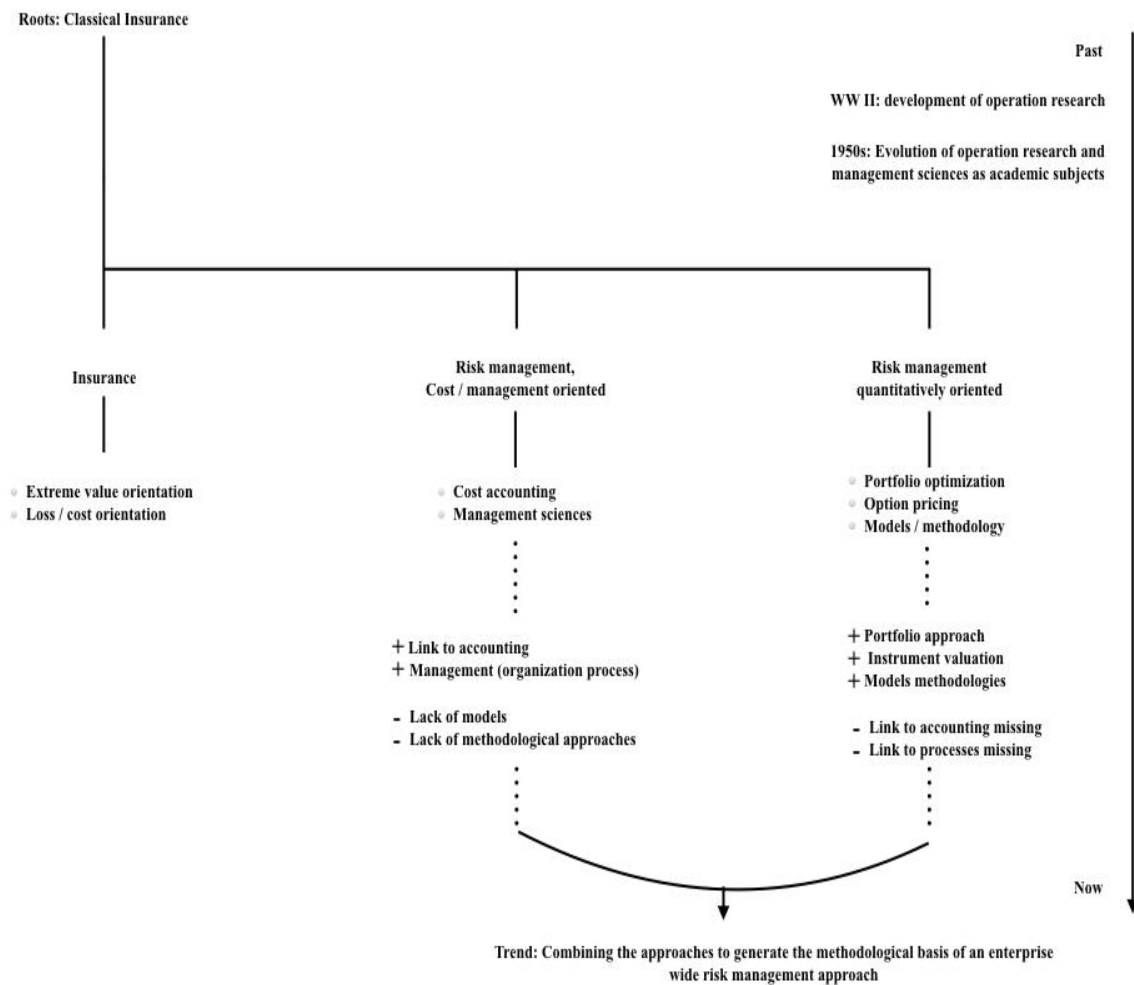 Roots: Classical Insurance
Past
WW II: development of operation research
1950s: Evolution of operation research and
management sciences as academic subjects
Insurance
Risk management,
Cost / management oriented
Risk management
quantitatively oriented
Extreme value orientation
Loss / cost orientation
Cost accounting
Management sciences
Portfolio optimization
Option pricing
Models / methodology
+ Link to accounting
+ Management (organization process)
- Lack of models
- Lack of methodological approaches
+ Portfolio approach
+ Instrument valuation
+ Models methodologies
- Link to accounting missing
- Link to processes missing
Now
Trend: Combining the approaches to generate the methodological basis of an enterprise
wide risk management approach